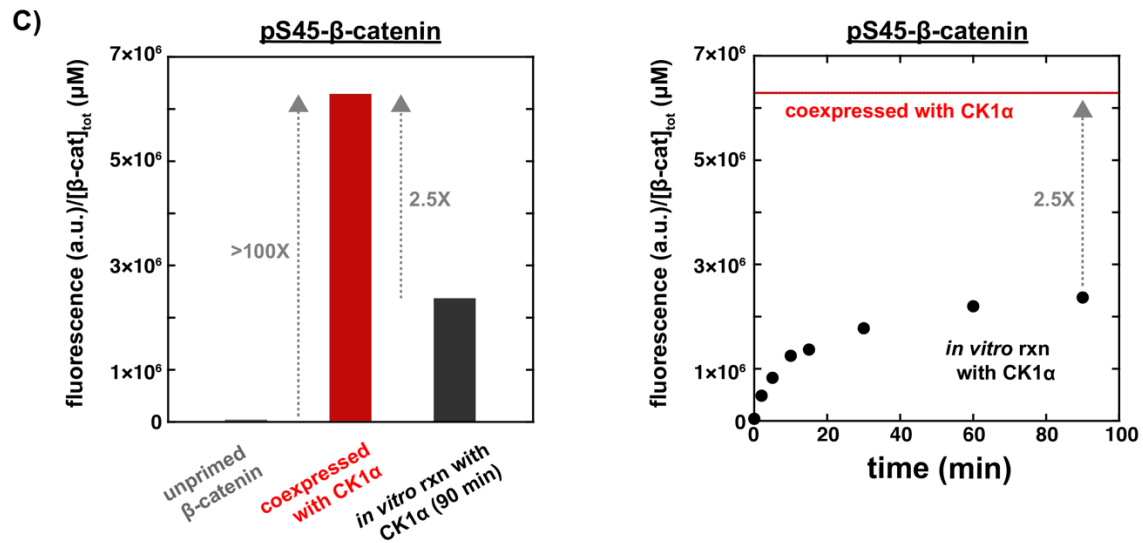 C)
pS45-β-catenin
fluorescence (a.u.)/[β-cat]tot (μM)
7×10⁶
5×10⁶
3×10⁶
1×10⁶
0
>100X
2.5X
unprimed
β-catenin
coexpressed
with CK1α
in vitro rxn with
CK1α (90 min)
pS45-β-catenin
fluorescence (a.u.)/[β-cat]tot (μM)
7×10⁶
5×10⁶
3×10⁶
1×10⁶
0
coexpressed with CK1α
2.5X
in vitro rxn
with CK1α
0 20 40 60 80 100
time (min)